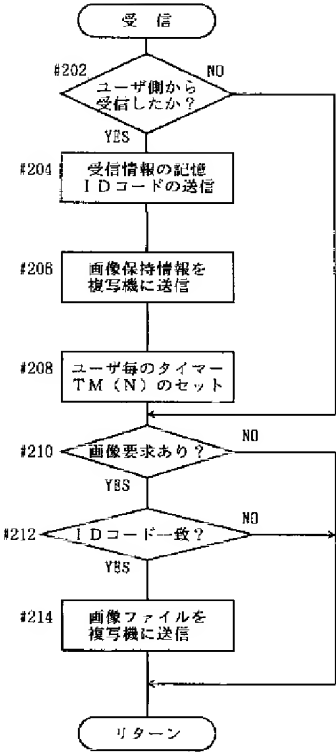 受 信
#202
NO
ユーザ側から
受信したか？
YES
#204
受信情報の記憶
ＩＤコードの送信
#206
画像保持情報を
複写機に送信
#208
ユーザ毎のタイマー
ＴＭ（Ｎ）のセット
#210
画像要求あり？
NO
YES
#212
ＩＤコード一致？
NO
YES
#214
画像ファイルを
複写機に送信
リターン